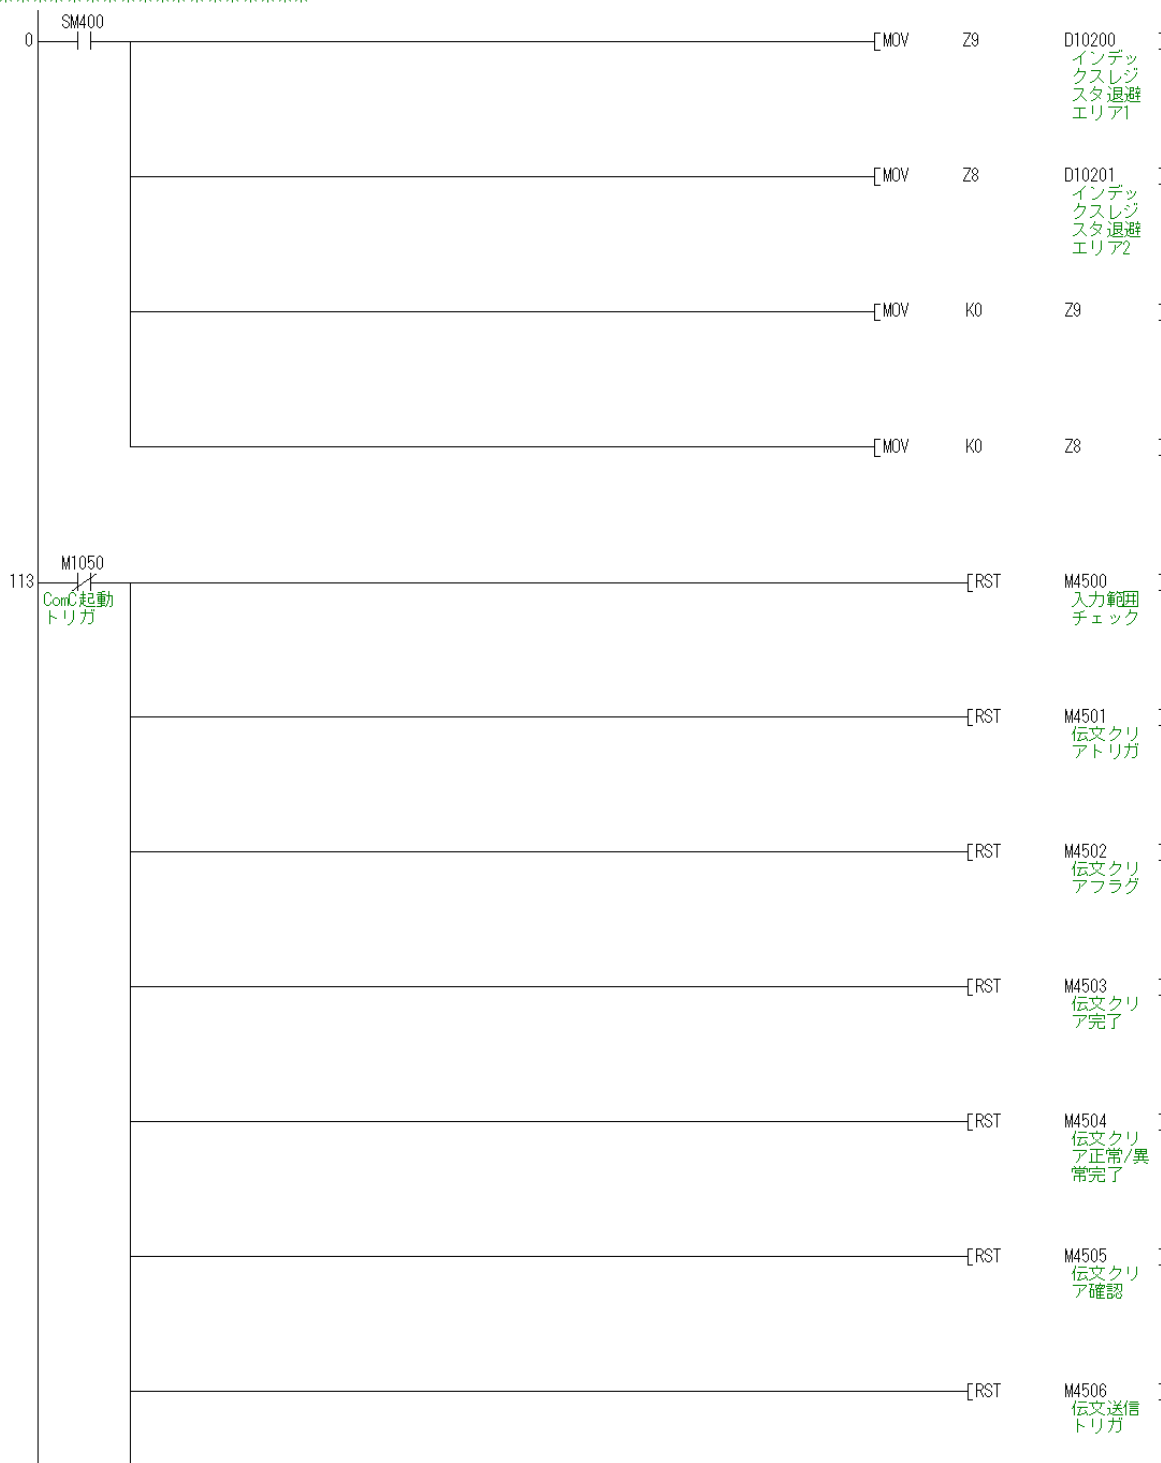 SM400
0 MOV Z9 D10200
インデッ
クスレジ
スタ退避
エリア1
MOV Z8 D10201
インデッ
クスレジ
スタ退避
エリア2
MOV K0 Z9
MOV K0 Z8
M1050
113 RST M4500
ComC起動
トリガ
入力範囲
チェック
RST M4501
伝文クリ
アトリガ
RST M4502
伝文クリ
アフラグ
RST M4503
伝文クリ
ア完了
RST M4504
伝文クリ
ア正常/異
常完了
RST M4505
伝文クリ
ア確認
RST M4506
伝文送信
トリガ